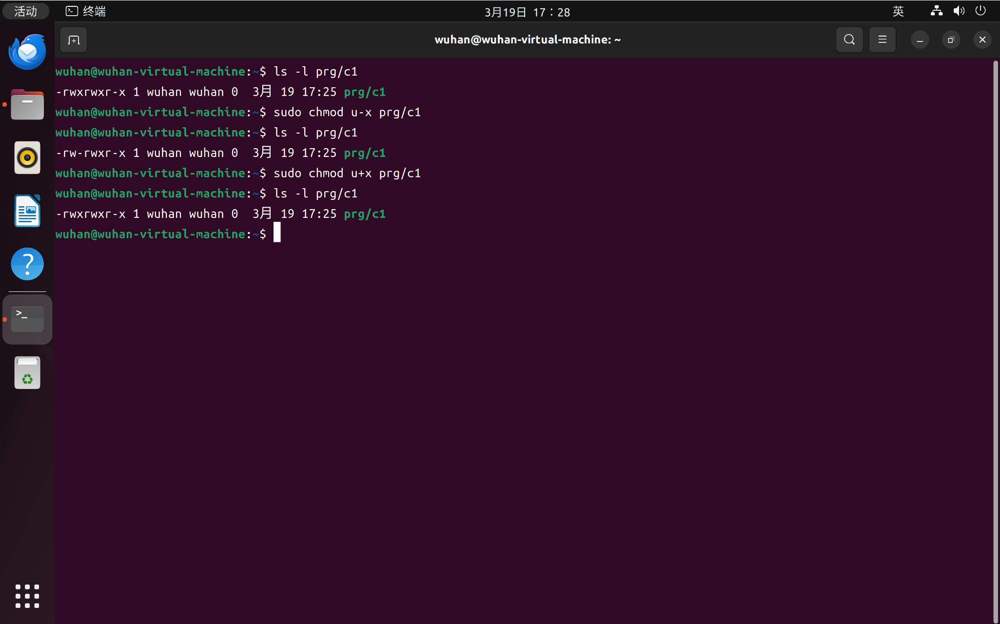 活动 终端 3月19日 17：28 英
wuhan@wuhan-virtual-machine: ~
wuhan@wuhan-virtual-machine:~$ ls -l prg/c1
-rwxrwxr-x 1 wuhan wuhan 0  3月 19 17:25 prg/c1
wuhan@wuhan-virtual-machine:~$ sudo chmod u-x prg/c1
wuhan@wuhan-virtual-machine:~$ ls -l prg/c1
-rw-rwxr-x 1 wuhan wuhan 0  3月 19 17:25 prg/c1
wuhan@wuhan-virtual-machine:~$ sudo chmod u+x prg/c1
wuhan@wuhan-virtual-machine:~$ ls -l prg/c1
-rwxrwxr-x 1 wuhan wuhan 0  3月 19 17:25 prg/c1
wuhan@wuhan-virtual-machine:~$